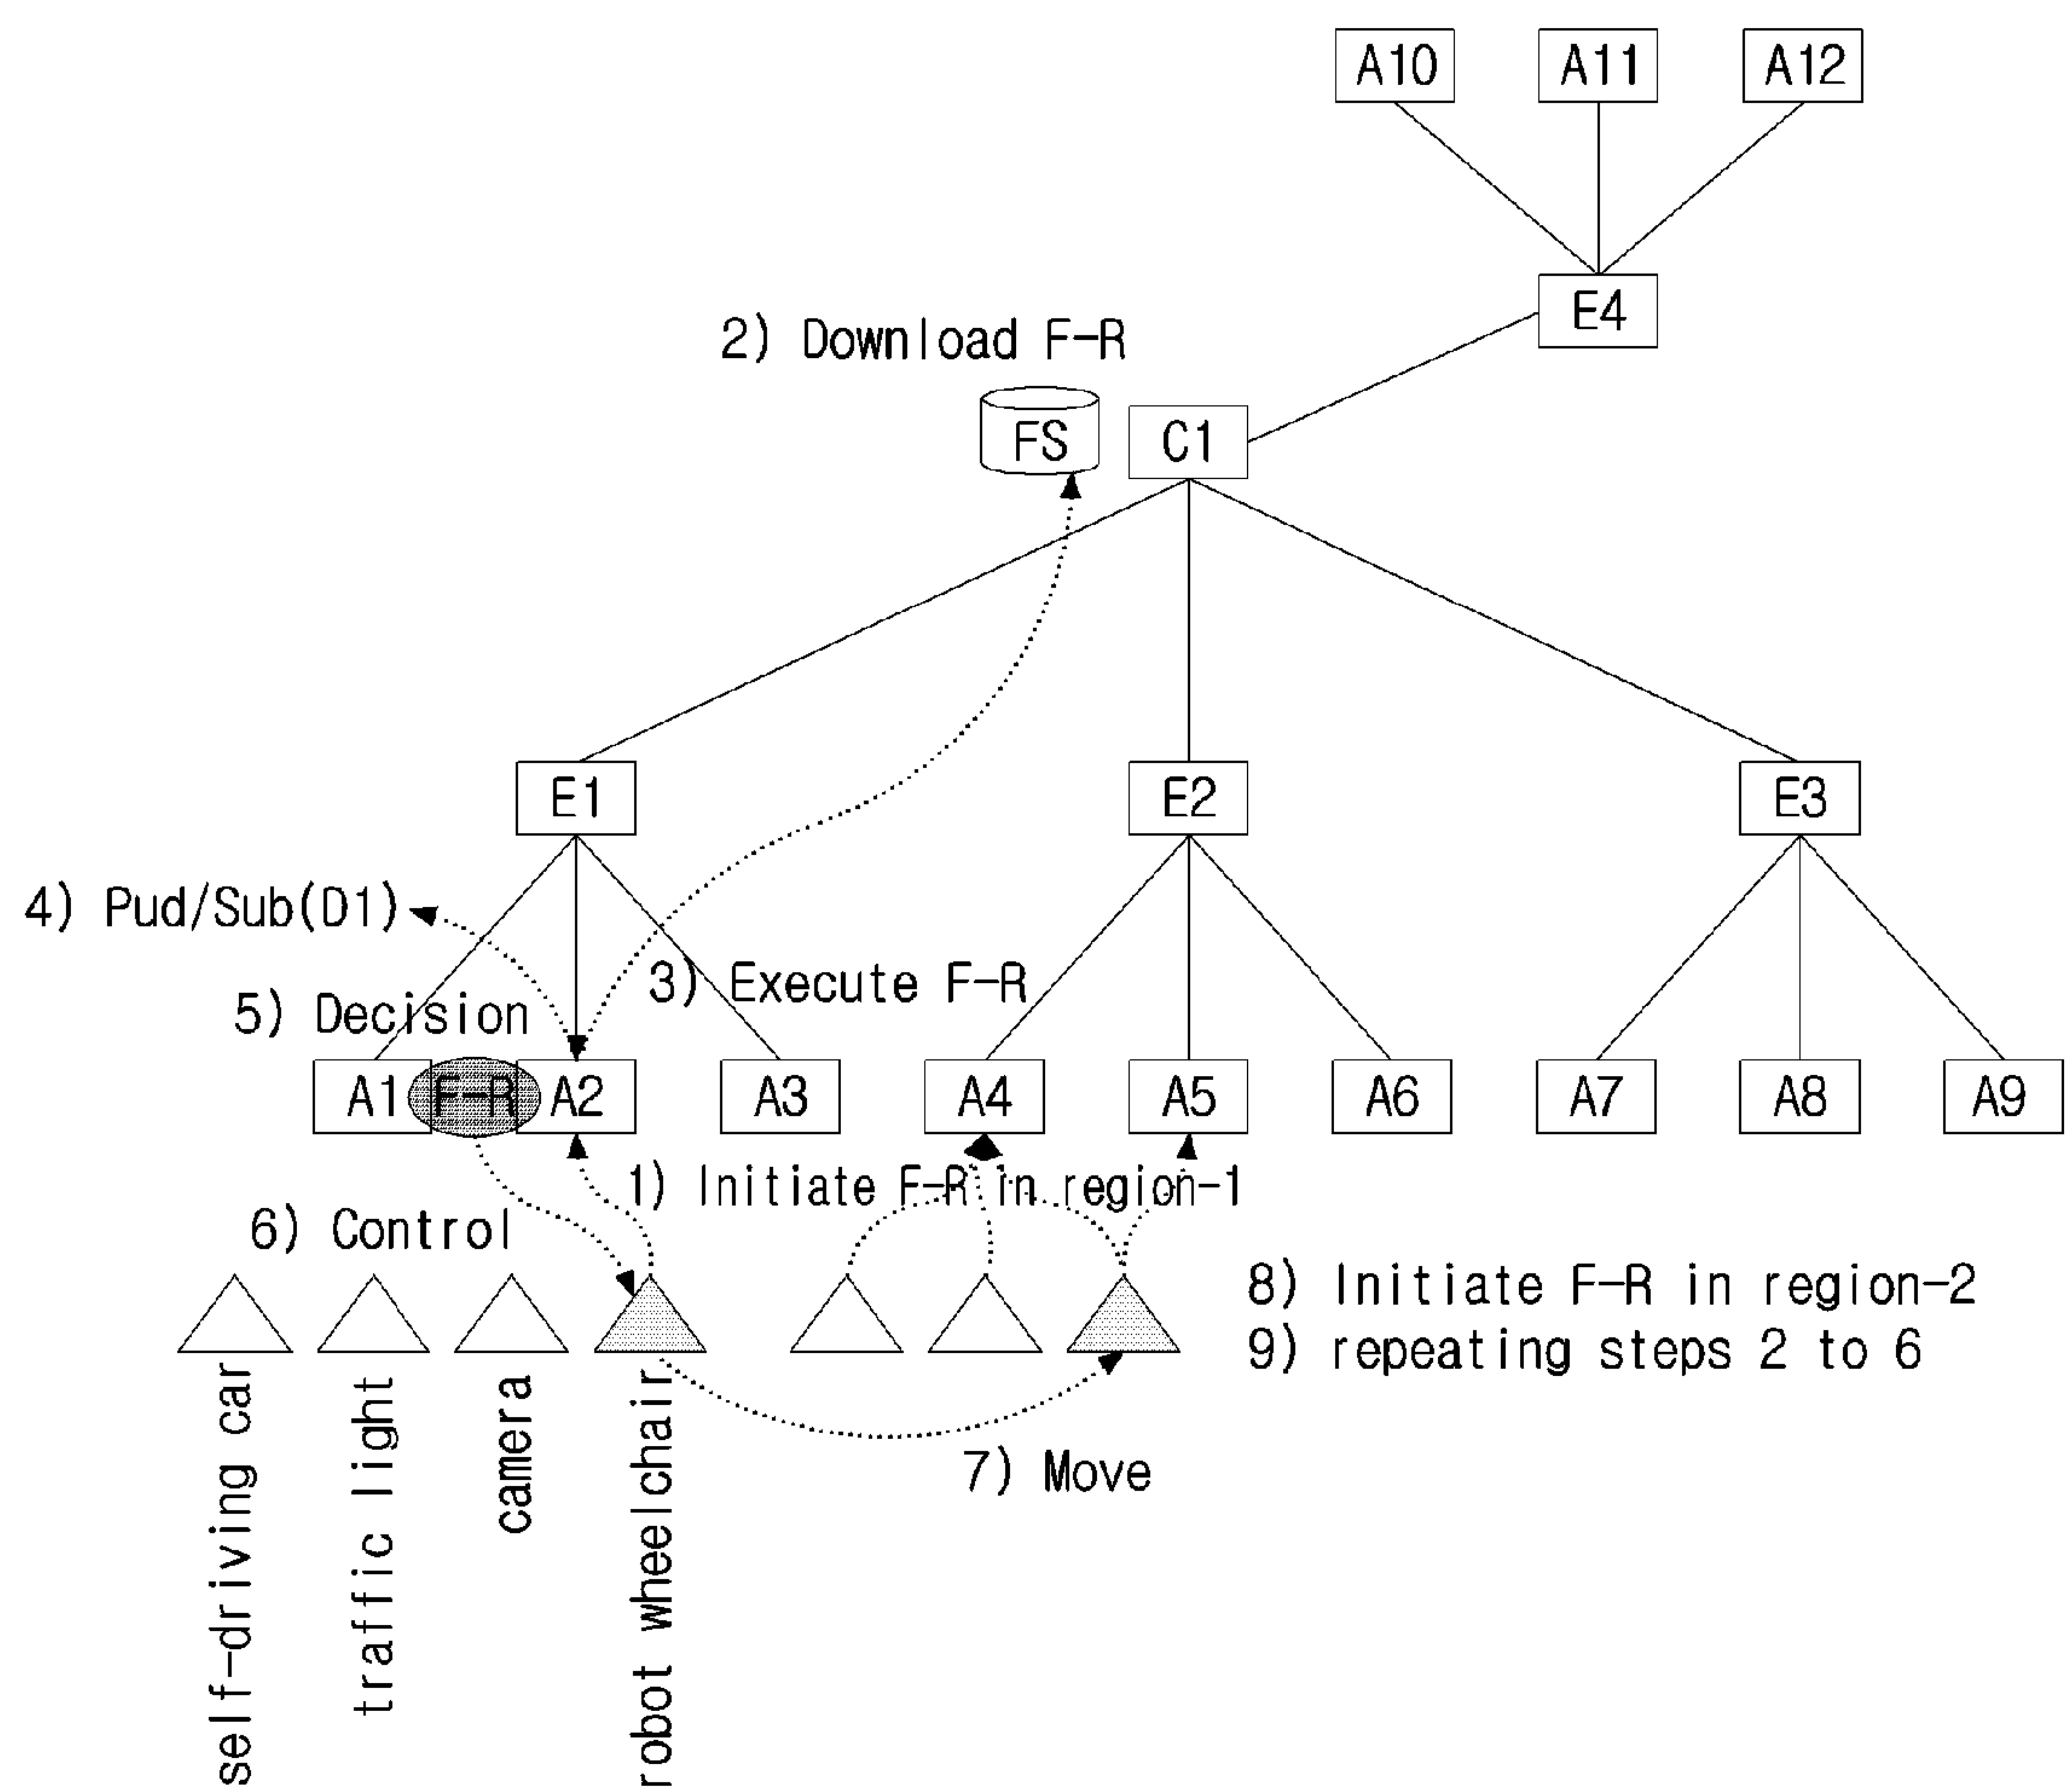 A10
A11
A12
E4
2) Download F-R
FS
C1
E1
E2
E3
4) Pud/Sub(D1)
3) Execute F-R
5) Decision
A1
F-R
A2
A3
A4
A5
A6
A7
A8
A9
1) Initiate F-R in region-1
6) Control
8) Initiate F-R in region-2
9) repeating steps 2 to 6
self-driving car
traffic light
camera
robot wheelchair
7) Move